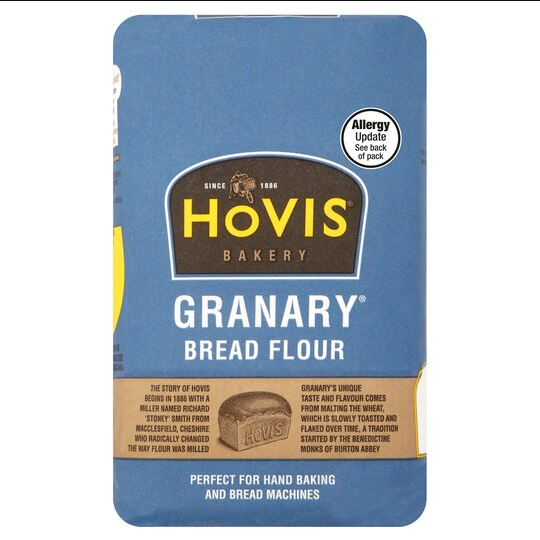 Allergy
Update
See back
of pack
SINCE 1886
HOVIS®
BAKERY
GRANARY®
BREAD FLOUR
THE STORY OF HOVIS
BEGINS IN 1886 WITH A
MILLER NAMED RICHARD
'STONEY' SMITH FROM
MACCLESFIELD, CHESHIRE
WHO RADICALLY CHANGED
THE WAY FLOUR WAS MILLED
HOVIS
GRANARY'S UNIQUE
TASTE AND FLAVOUR COMES
FROM MALTING THE WHEAT,
WHICH IS SLOWLY TOASTED AND
FLAKED OVER TIME, A TRADITION
STARTED BY THE BENEDICTINE
MONKS OF BURTON ABBEY
PERFECT FOR HAND BAKING
AND BREAD MACHINES